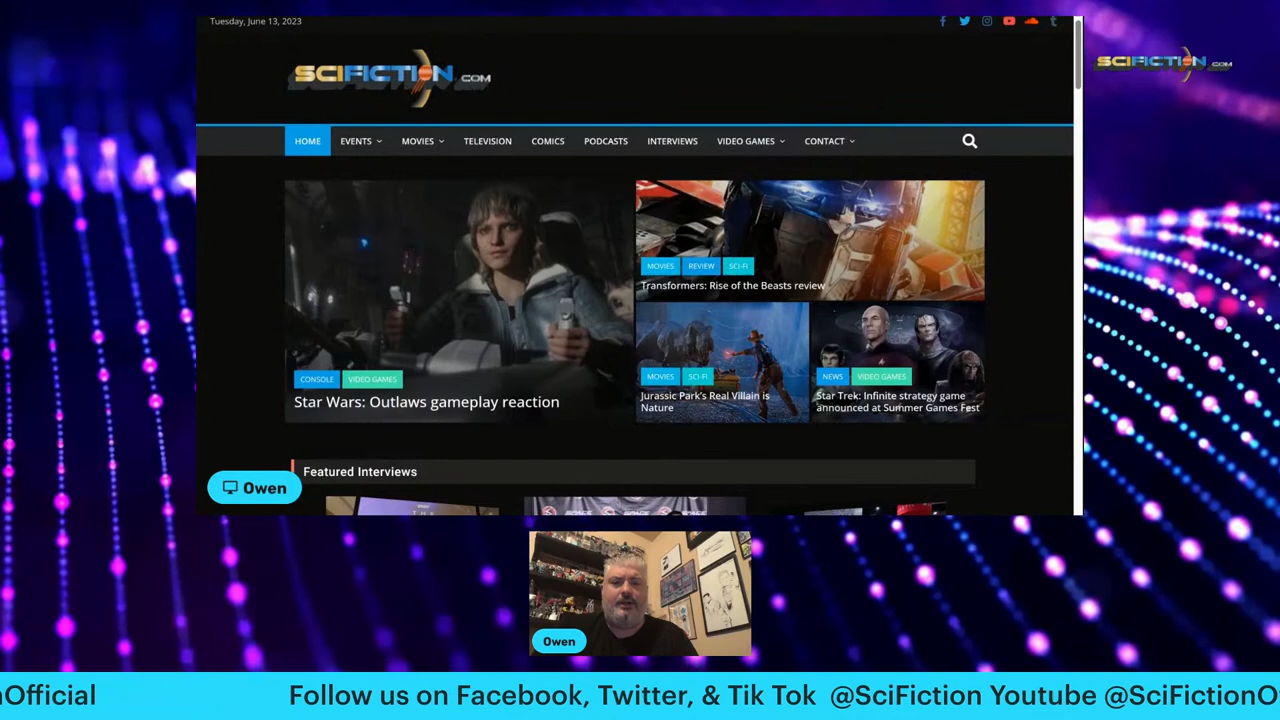 Tuesday, June 13, 2023
SCIFICTION.COM
SCIFICTION.COM
HOME EVENTS MOVIES TELEVISION COMICS PODCASTS INTERVIEWS VIDEO GAMES CONTACT
MOVIES REVIEW SCI-FI
Transformers: Rise of the Beasts review
CONSOLE VIDEO GAMES
Star Wars: Outlaws gameplay reaction
MOVIES SCI-FI
Jurassic Park's Real Villain is
Nature
NEWS VIDEO GAMES
Star Trek: Infinite strategy game
announced at Summer Games Fest
Featured Interviews
Owen
Owen
nOfficial Follow us on Facebook, Twitter, & Tik Tok @SciFiction Youtube @SciFictionO